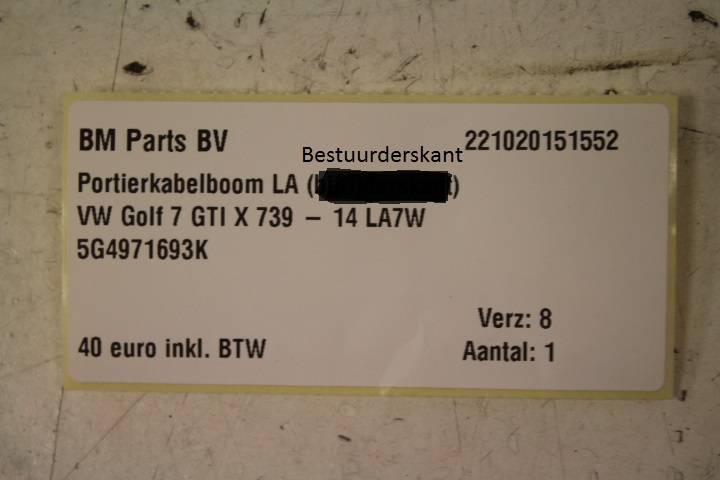 BM Parts BV 221020151552
Bestuurderskant
Portierkabelboom LA ( )
VW Golf 7 GTI X 739 – 14 LA7W
5G4971693K
Verz: 8
40 euro inkl. BTW Aantal: 1